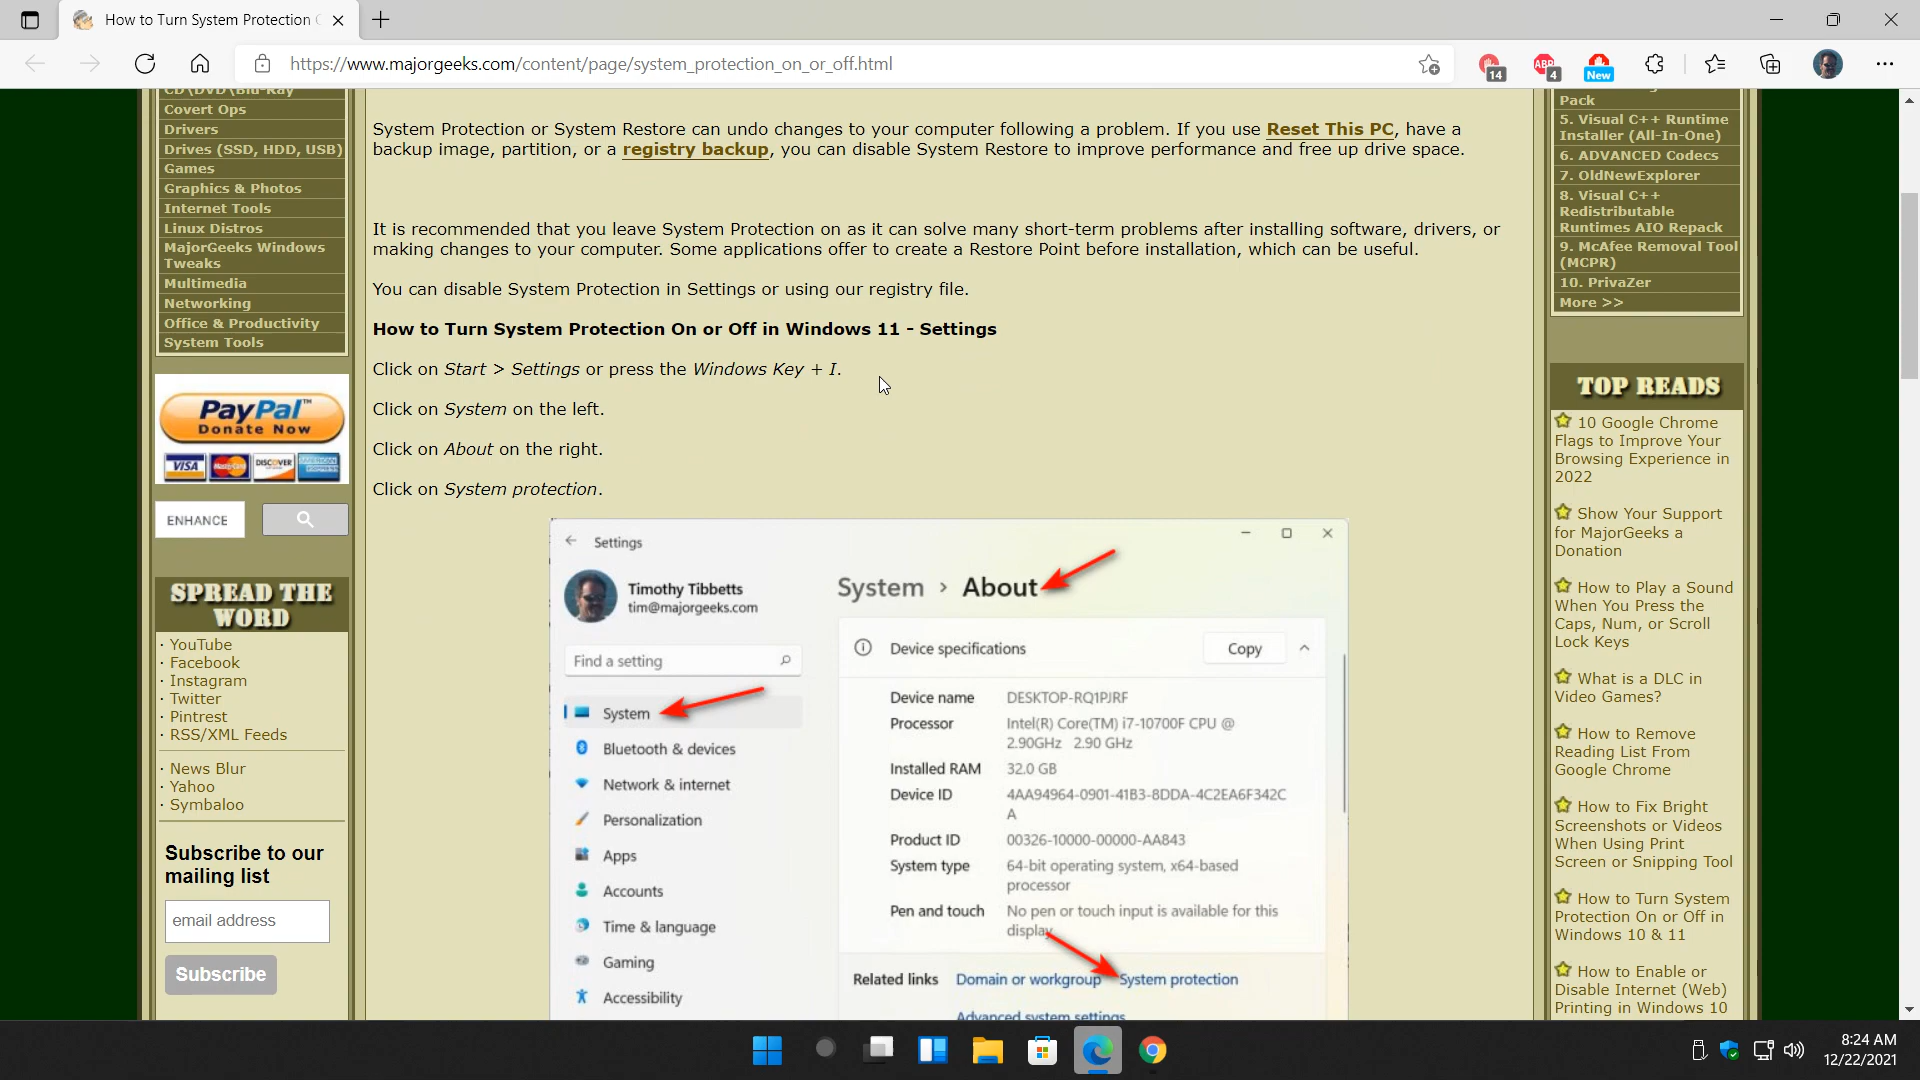 How to Turn System Protection
https://www.majorgeeks.com/content/page/system_protection_on_or_off.html
14
ABP
4
New
CD\DVD\Blu-Ray
Covert Ops
Drivers
Drives (SSD, HDD, USB)
Games
Graphics & Photos
Internet Tools
Linux Distros
MajorGeeks Windows
Tweaks
Multimedia
Networking
Office & Productivity
System Tools
PayPal™
Donate Now
VISA
MasterCard
DISCOVER
AMERICAN EXPRESS
ENHANCE
SPREAD THE
WORD
· YouTube
· Facebook
· Instagram
· Twitter
· Pintrest
· RSS/XML Feeds
· News Blur
· Yahoo
· Symbaloo
Subscribe to our
mailing list
email address
Subscribe
System Protection or System Restore can undo changes to your computer following a problem. If you use Reset This PC, have a
backup image, partition, or a registry backup, you can disable System Restore to improve performance and free up drive space.
It is recommended that you leave System Protection on as it can solve many short-term problems after installing software, drivers, or
making changes to your computer. Some applications offer to create a Restore Point before installation, which can be useful.
You can disable System Protection in Settings or using our registry file.
How to Turn System Protection On or Off in Windows 11 - Settings
Click on Start > Settings or press the Windows Key + I.
Click on System on the left.
Click on About on the right.
Click on System protection.
Settings
Timothy Tibbetts
tim@majorgeeks.com
Find a setting
System
Bluetooth & devices
Network & internet
Personalization
Apps
Accounts
Time & language
Gaming
Accessibility
System > About
Device specifications
Copy
Device name DESKTOP-RQ1PJRF
Processor Intel(R) Core(TM) i7-10700F CPU @
2.90GHz 2.90 GHz
Installed RAM 32.0 GB
Device ID 4AA94964-0901-41B3-8DDA-4C2EA6F342C
A
Product ID 00326-10000-00000-AA843
System type 64-bit operating system, x64-based
processor
Pen and touch No pen or touch input is available for this
display
Related links Domain or workgroup System protection
Advanced system settings
Pack
5. Visual C++ Runtime
Installer (All-In-One)
6. ADVANCED Codecs
7. OldNewExplorer
8. Visual C++
Redistributable
Runtimes AIO Repack
9. McAfee Removal Tool
(MCPR)
10. PrivaZer
More >>
TOP READS
10 Google Chrome
Flags to Improve Your
Browsing Experience in
2022
Show Your Support
for MajorGeeks a
Donation
How to Play a Sound
When You Press the
Caps, Num, or Scroll
Lock Keys
What is a DLC in
Video Games?
How to Remove
Reading List From
Google Chrome
How to Fix Bright
Screenshots or Videos
When Using Print
Screen or Snipping Tool
How to Turn System
Protection On or Off in
Windows 10 & 11
How to Enable or
Disable Internet (Web)
Printing in Windows 10
8:24 AM
12/22/2021